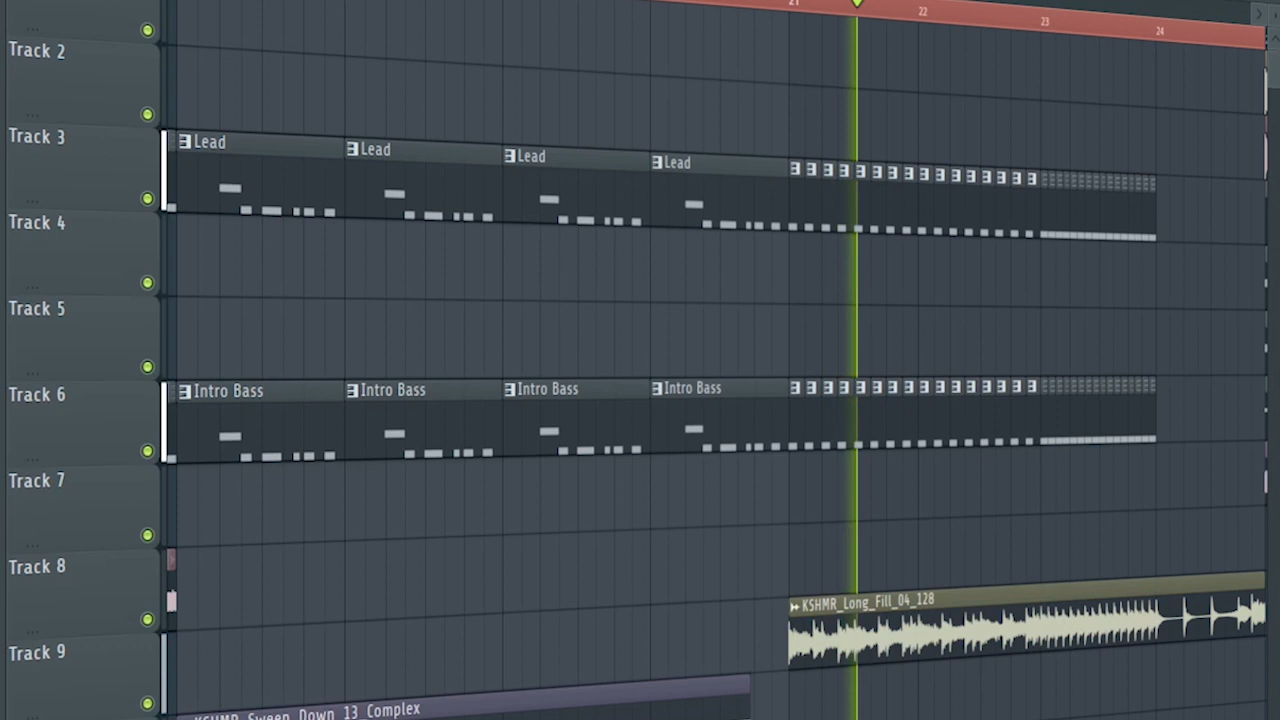 21
22
23
24
Track 2
Track 3
Lead
Lead
Lead
Lead
Track 4
Track 5
Track 6
Intro Bass
Intro Bass
Intro Bass
Intro Bass
Track 7
Track 8
KSHMR_Long_Fill_04_128
Track 9
KSHMR_Sweep_Down_13_Complex